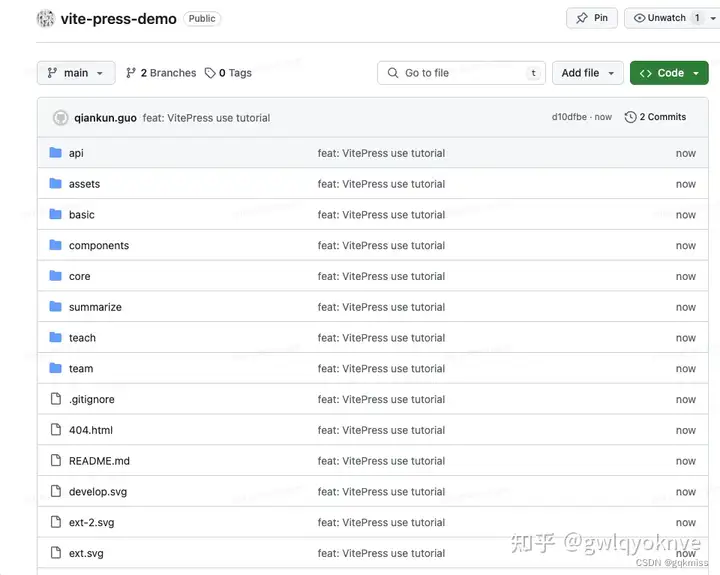 vite-press-demo Public Pin Unwatch 1
main 2 Branches 0 Tags Go to file t Add file Code
qiankun.guo feat: VitePress use tutorial d10dfbe · now 2 Commits
api feat: VitePress use tutorial now
assets feat: VitePress use tutorial now
basic feat: VitePress use tutorial now
components feat: VitePress use tutorial now
core feat: VitePress use tutorial now
summarize feat: VitePress use tutorial now
teach feat: VitePress use tutorial now
team feat: VitePress use tutorial now
.gitignore feat: VitePress use tutorial now
404.html feat: VitePress use tutorial now
README.md feat: VitePress use tutorial now
develop.svg feat: VitePress use tutorial now
ext-2.svg feat: VitePress use tutorial now
ext.svg feat: VitePress use tutorial now
知乎 @gwlqyoknye
CSDN @gqkmiss